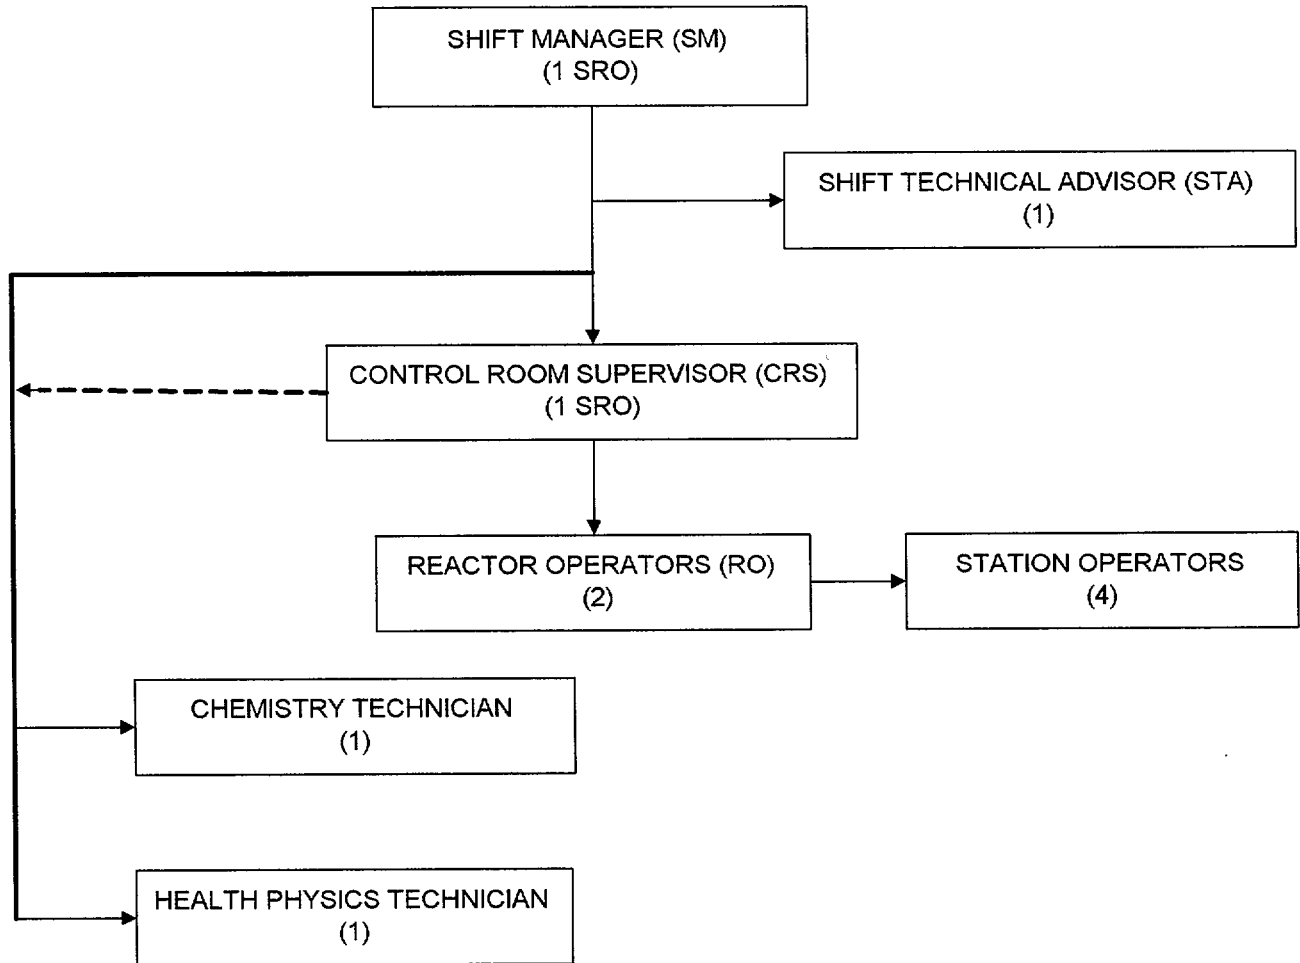 SHIFT MANAGER (SM)
(1 SRO)
SHIFT TECHNICAL ADVISOR (STA)
(1)
CONTROL ROOM SUPERVISOR (CRS)
(1 SRO)
REACTOR OPERATORS (RO)
(2)
STATION OPERATORS
(4)
CHEMISTRY TECHNICIAN
(1)
HEALTH PHYSICS TECHNICIAN
(1)